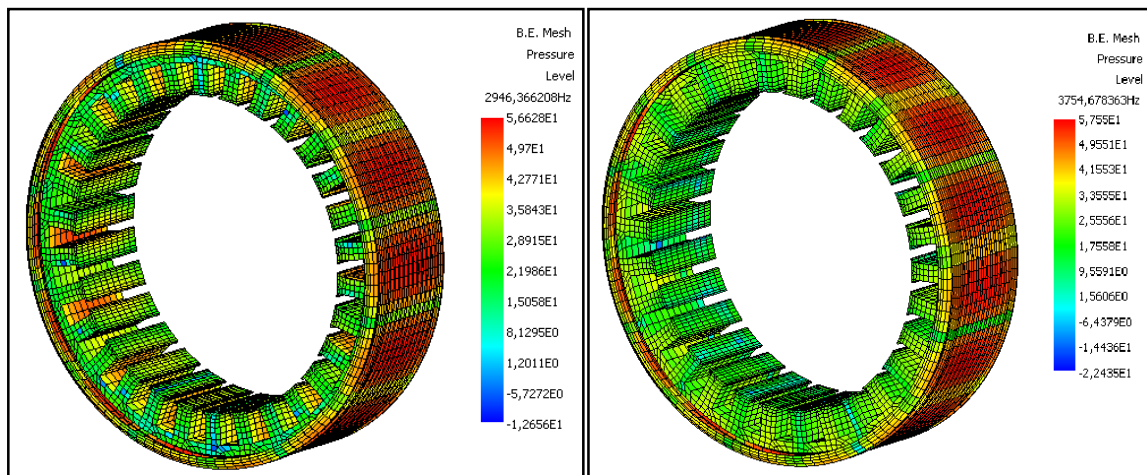 B.E. Mesh
Pressure
Level
2946,366208Hz
5,6628E1
4,97E1
4,2771E1
3,5843E1
2,8915E1
2,1986E1
1,5058E1
8,1295E0
1,2011E0
-5,7272E0
-1,2656E1
B.E. Mesh
Pressure
Level
3754,678363Hz
5,755E1
4,9551E1
4,1553E1
3,3555E1
2,5556E1
1,7558E1
9,5591E0
1,5606E0
-6,4379E0
-1,4436E1
-2,2435E1